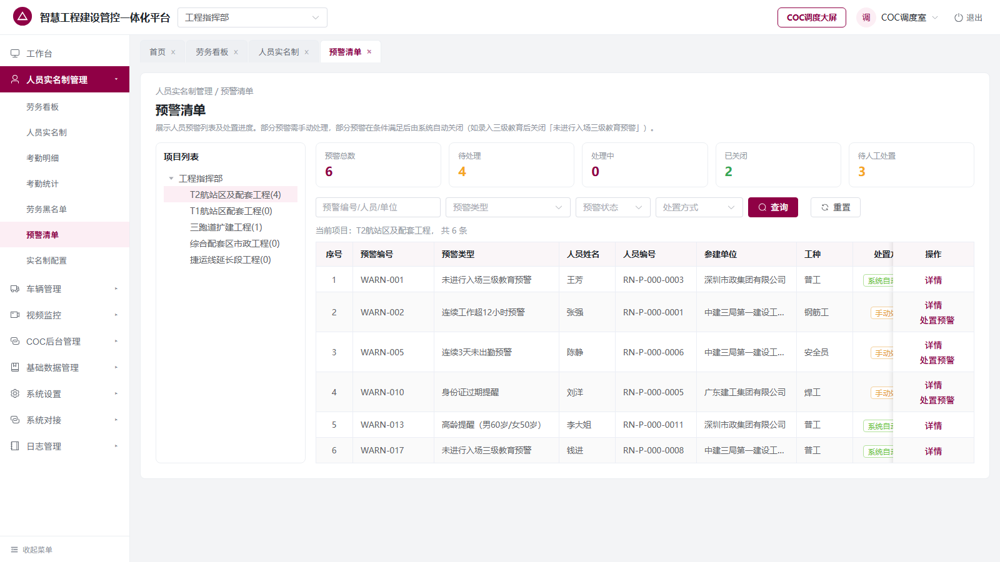 智慧工程建设管控一体化平台
工程指挥部
COC调度大屏
调
COC调度室
退出
工作台
人员实名制管理
劳务看板
人员实名制
考勤明细
考勤统计
劳务黑名单
预警清单
实名制配置
车辆管理
视频监控
COC后台管理
基础数据管理
系统设置
系统对接
日志管理
收起菜单
首页 ×
劳务看板 ×
人员实名制 ×
预警清单 ×
人员实名制管理 / 预警清单
预警清单
展示人员预警列表及处置进度。部分预警需手动处理，部分预警在条件满足后由系统自动关闭（如录入三级教育后关闭「未进行入场三级教育预警」）。
项目列表
工程指挥部
T2航站区及配套工程(4)
T1航站区配套工程(0)
三跑道扩建工程(1)
综合配套区市政工程(0)
捷运线延长段工程(0)
预警总数
6
待处理
4
处理中
0
已关闭
2
待人工处置
3
预警编号/人员/单位
预警类型
预警状态
处置方式
查询
重置
当前项目：T2航站区及配套工程， 共 6 条
序号 预警编号 预警类型 人员姓名 人员编号 参建单位 工种 处置 操作
1 WARN-001 未进行入场三级教育预警 王芳 RN-P-000-0003 深圳市政集团有限公司 普工 系统自 详情
2 WARN-002 连续工作超12小时预警 张强 RN-P-000-0001 中建三局第一建设工... 钢筋工 手动 详情
处置预警
3 WARN-005 连续3天未出勤预警 陈静 RN-P-000-0006 中建三局第一建设工... 安全员 手动 详情
处置预警
4 WARN-010 身份证过期提醒 刘洋 RN-P-000-0005 广东建工集团有限公司 焊工 手动 详情
处置预警
5 WARN-013 高龄提醒（男60岁/女50岁） 李大姐 RN-P-000-0011 深圳市政集团有限公司 普工 系统自 详情
6 WARN-017 未进行入场三级教育预警 钱进 RN-P-000-0008 中建三局第一建设工... 普工 系统自 详情